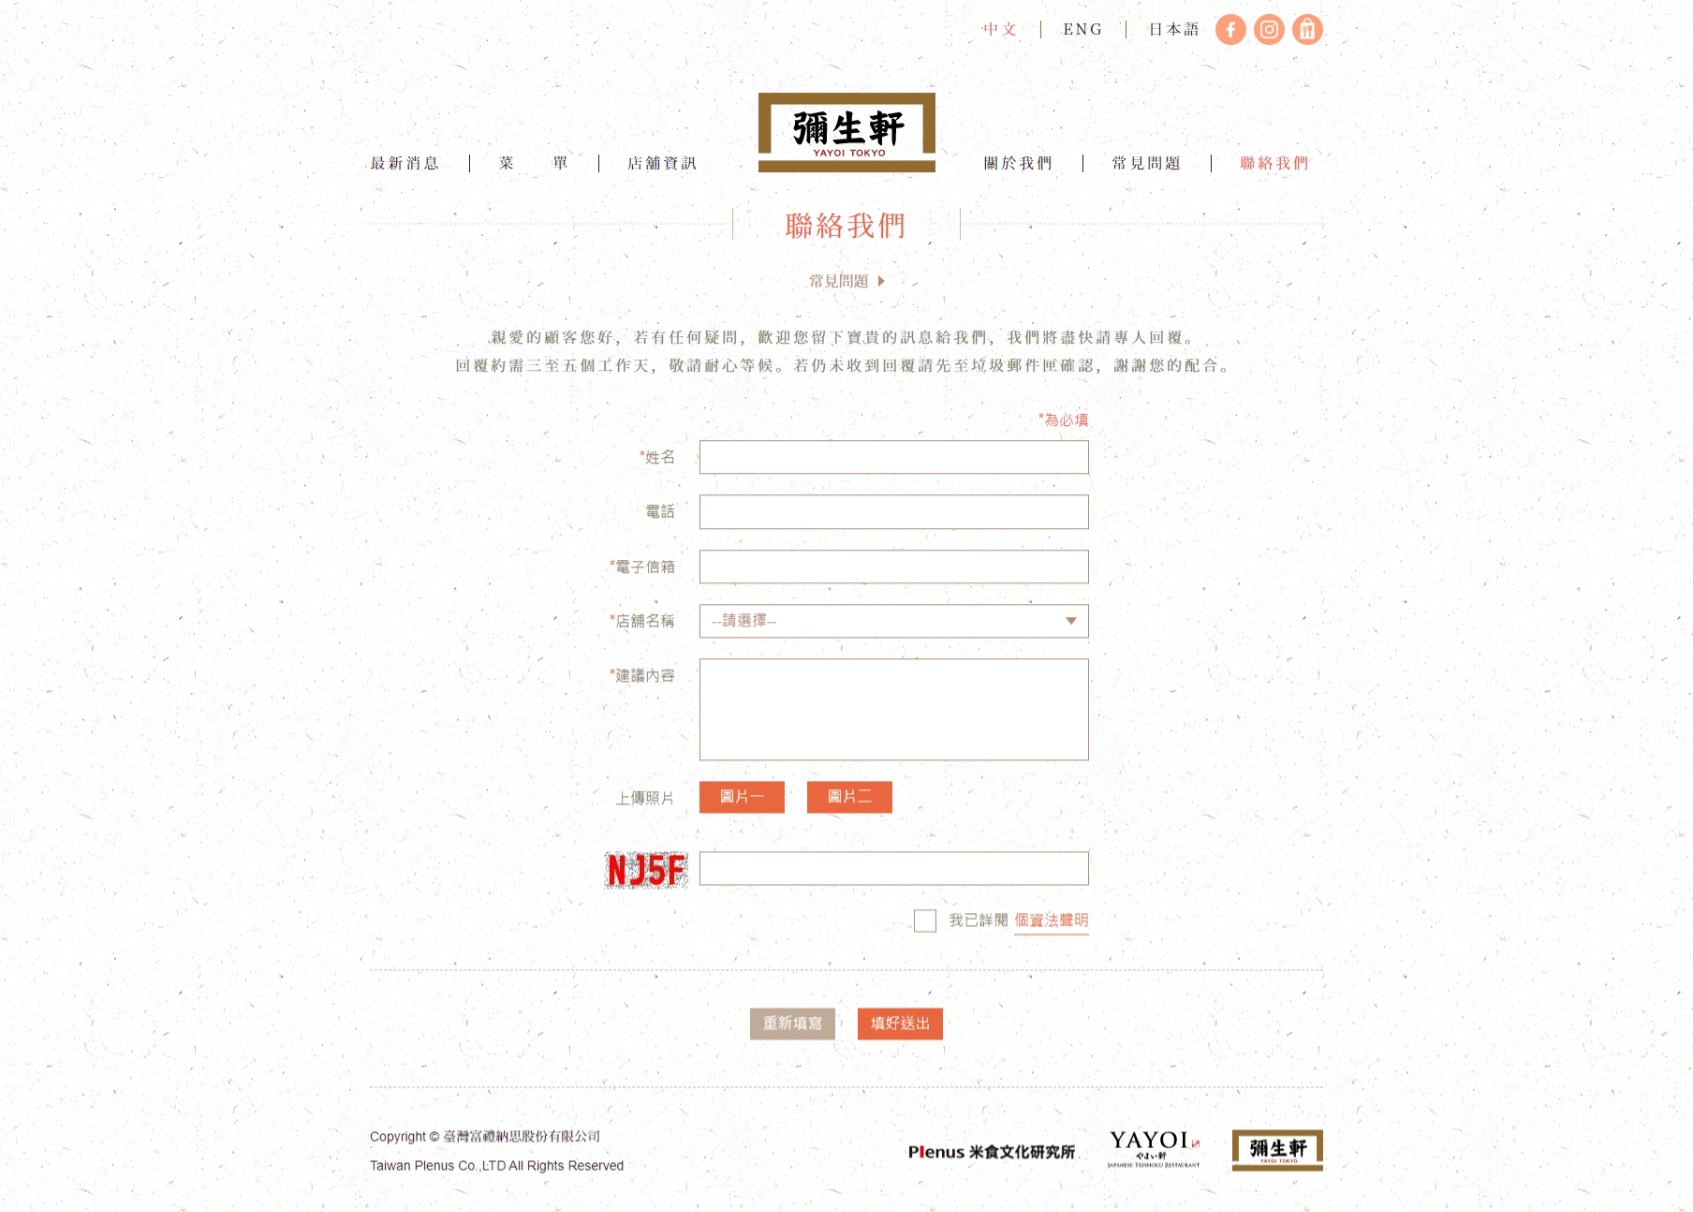 中文
ENG
日本語
最新消息
菜 單
店舖資訊
彌生軒
YAYOI TOKYO
關於我們
常見問題
聯絡我們
聯絡我們
常見問題
親愛的顧客您好，若有任何疑問，歡迎您留下寶貴的訊息給我們，我們將盡快請專人回覆。
回覆約需三至五個工作天，敬請耐心等候。若仍未收到回覆請先至垃圾郵件匣確認，謝謝您的配合。
*為必填
*姓名
電話
*電子信箱
*店舖名稱
--請選擇--
*建議內容
上傳照片
圖片一
圖片二
NJ5F
我已詳閱 個資法聲明
重新填寫
填好送出
Copyright © 臺灣富禮納思股份有限公司
Taiwan Plenus Co.,LTD All Rights Reserved
Plenus 米食文化研究所
YAYOI
やよい軒
JAPANESE TEISHOKU RESTAURANT
彌生軒
YAYOI TOKYO